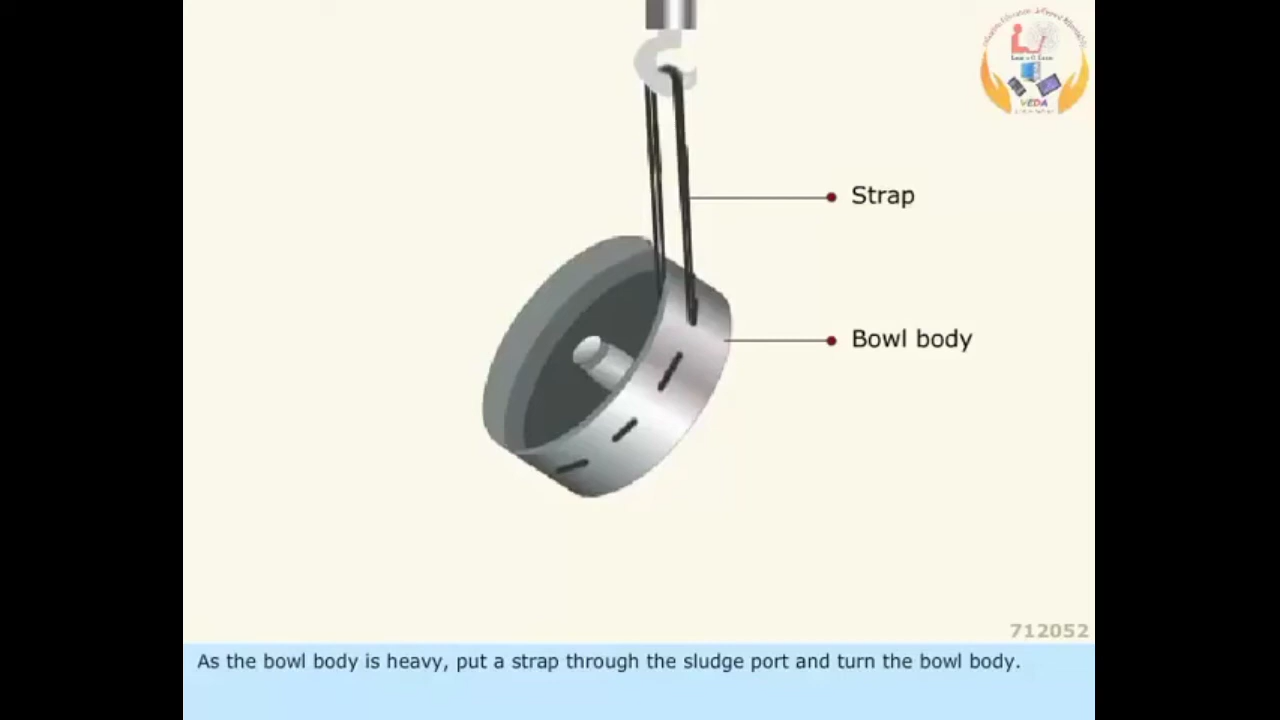 VEDA
Strap
Bowl body
712052
As the bowl body is heavy, put a strap through the sludge port and turn the bowl body.